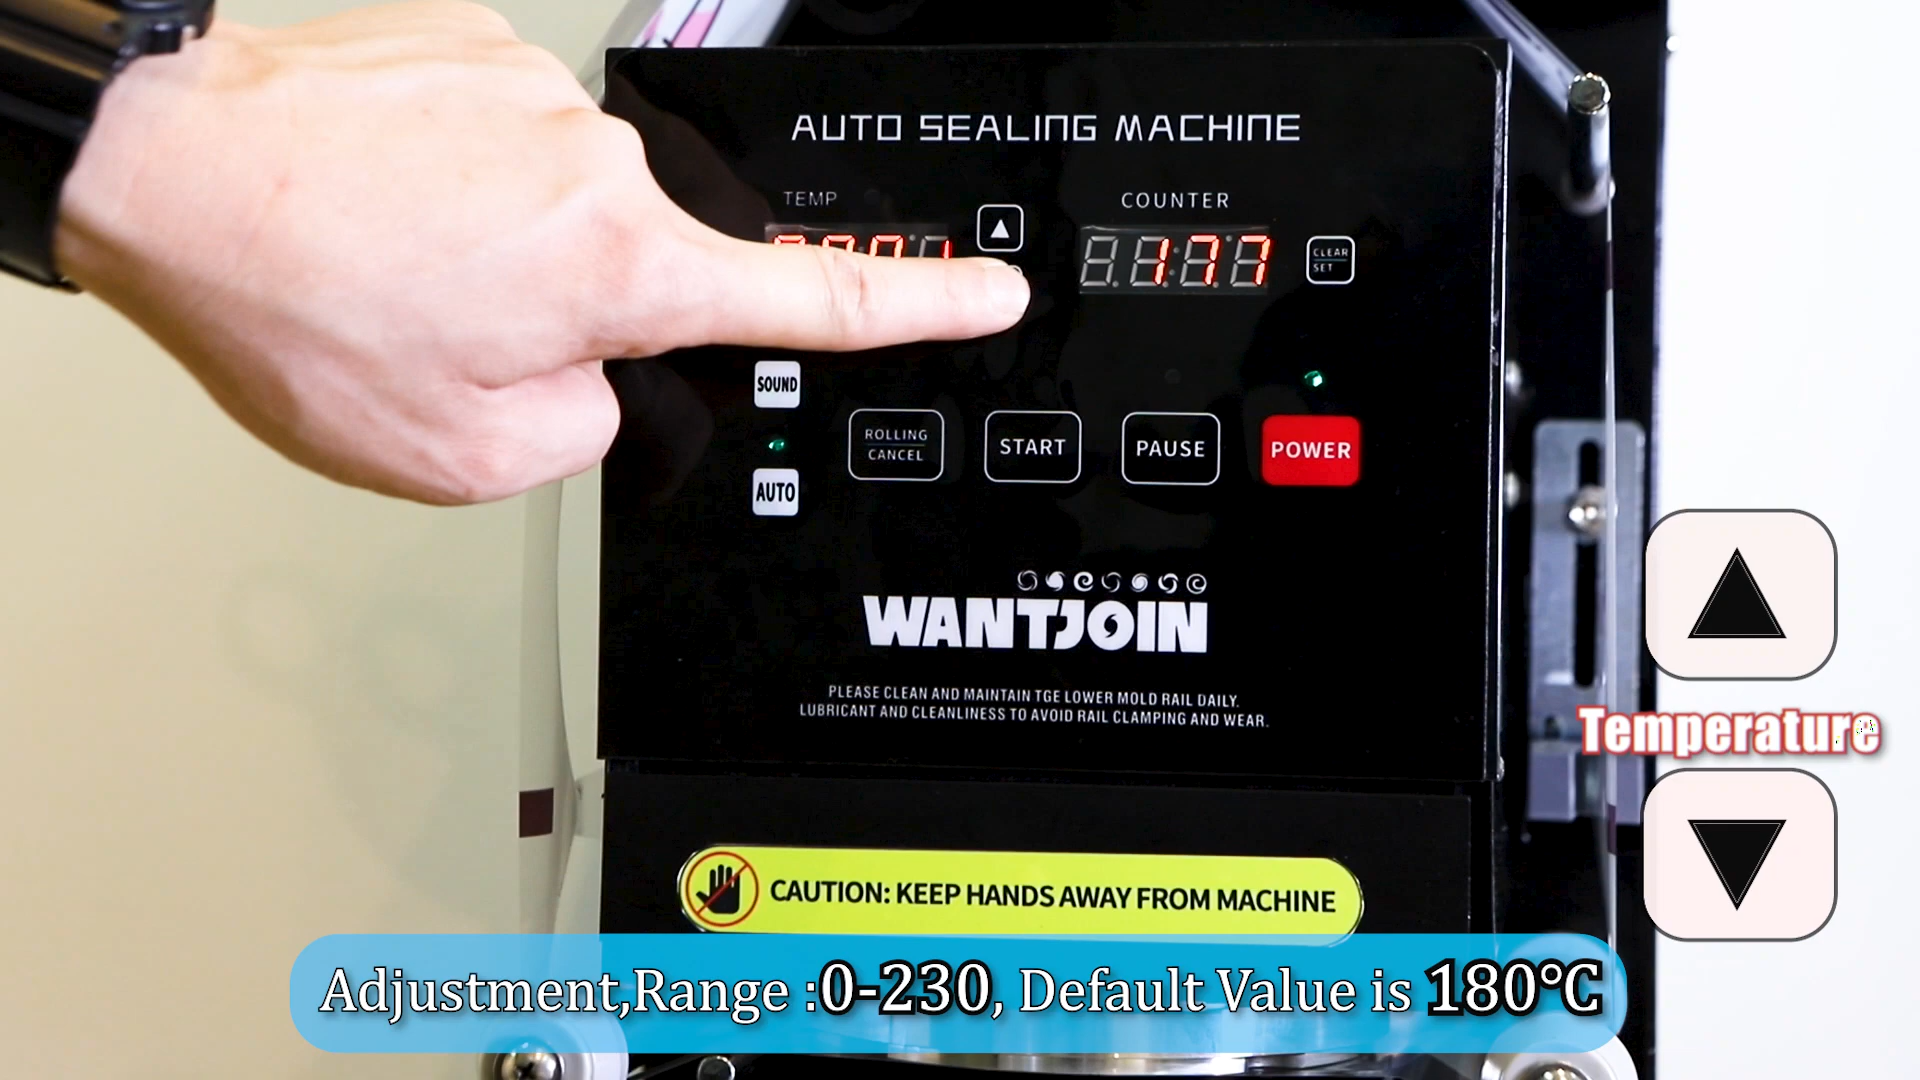 AUTO SEALING MACHINE
TEMP
COUNTER
177
CLEAR
SET
SOUND
ROLLING
CANCEL
START
PAUSE
POWER
AUTO
WANTJOIN
PLEASE CLEAN AND MAINTAIN TGE LOWER MOLD RAIL DAILY.
LUBRICANT AND CLEANLINESS TO AVOID RAIL CLAMPING AND WEAR.
Temperature
CAUTION: KEEP HANDS AWAY FROM MACHINE
Adjustment,Range :0-230, Default Value is 180°C